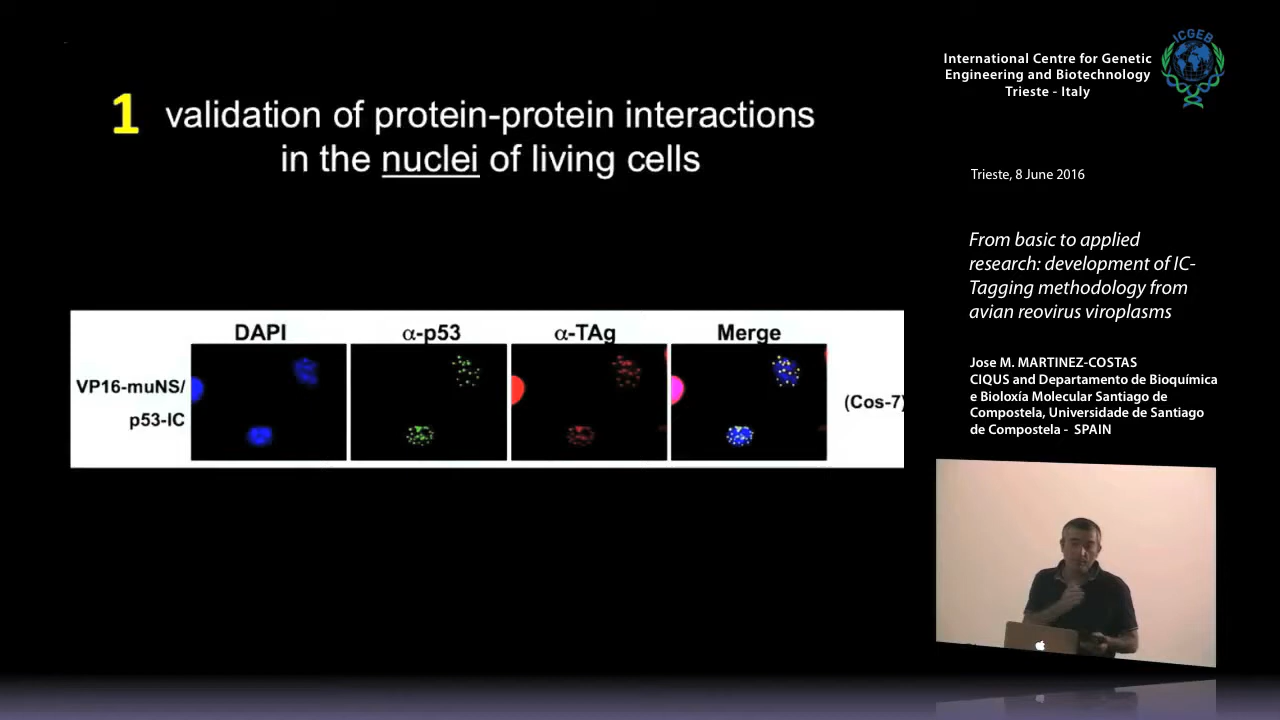 1 validation of protein-protein interactions
in the nuclei of living cells
DAPI
α-p53
α-TAg
Merge
VP16-muNS/
p53-IC
(Cos-7)
International Centre for Genetic
Engineering and Biotechnology
Trieste - Italy
ICGEB
Trieste, 8 June 2016
From basic to applied
research: development of IC-
Tagging methodology from
avian reovirus viroplasms
Jose M. MARTINEZ-COSTAS
CIQUS and Departamento de Bioquímica
e Bioloxía Molecular Santiago de
Compostela, Universidade de Santiago
de Compostela - SPAIN